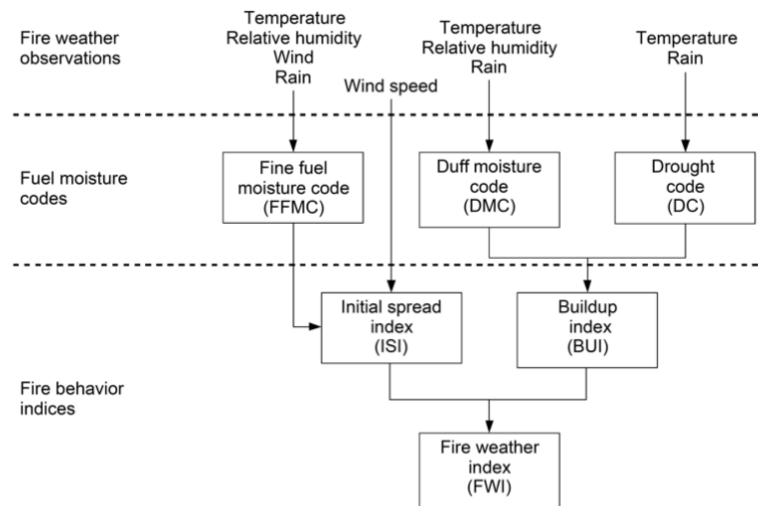 Fire weather
observations
Temperature
Relative humidity
Wind
Rain
Wind speed
Temperature
Relative humidity
Rain
Temperature
Rain
Fuel moisture
codes
Fine fuel
moisture code
(FFMC)
Duff moisture
code
(DMC)
Drought
code
(DC)
Fire behavior
indices
Initial spread
index
(ISI)
Buildup
index
(BUI)
Fire weather
index
(FWI)